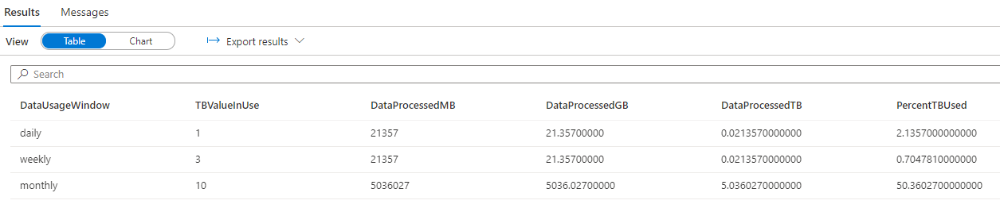 Results Messages
View Table Chart Export results
Search
DataUsageWindow TBValueInUse DataProcessedMB DataProcessedGB DataProcessedTB PercentTBUsed
daily 1 21357 21.35700000 0.0213570000000 2.1357000000000
weekly 3 21357 21.35700000 0.0213570000000 0.7047810000000
monthly 10 5036027 5036.02700000 5.0360270000000 50.3602700000000